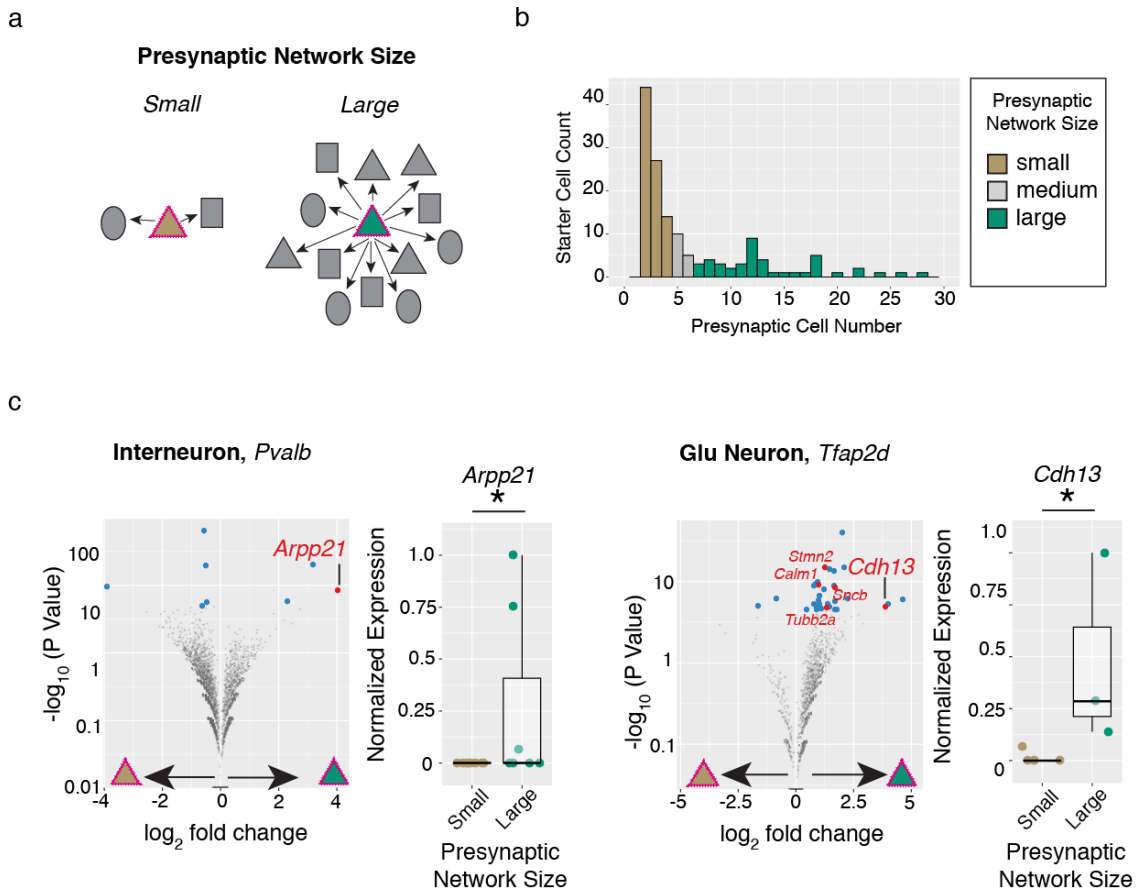 a
Presynaptic Network Size
Small
Large
b
Starter Cell Count
40
30
20
10
0
0
5
10
15
20
25
30
Presynaptic Cell Number
Presynaptic
Network Size
small
medium
large
c
Interneuron, Pvalb
-log10 (P Value)
100
10
1
0.1
0.01
Arpp21
-4
-2
0
2
4
log2 fold change
Arpp21
*
Normalized Expression
1.0
0.75
0.50
0.25
0
Small
Large
Presynaptic
Network Size
Glu Neuron, Tfap2d
-log10 (P Value)
10
1
0.1
Stmn2
Calm1
Cdh13
Sncb
Tubb2a
-5
-2.5
0
2.5
5
log2 fold change
Cdh13
*
Normalized Expression
1.0
0.75
0.5
0.25
0
Small
Large
Presynaptic
Network Size